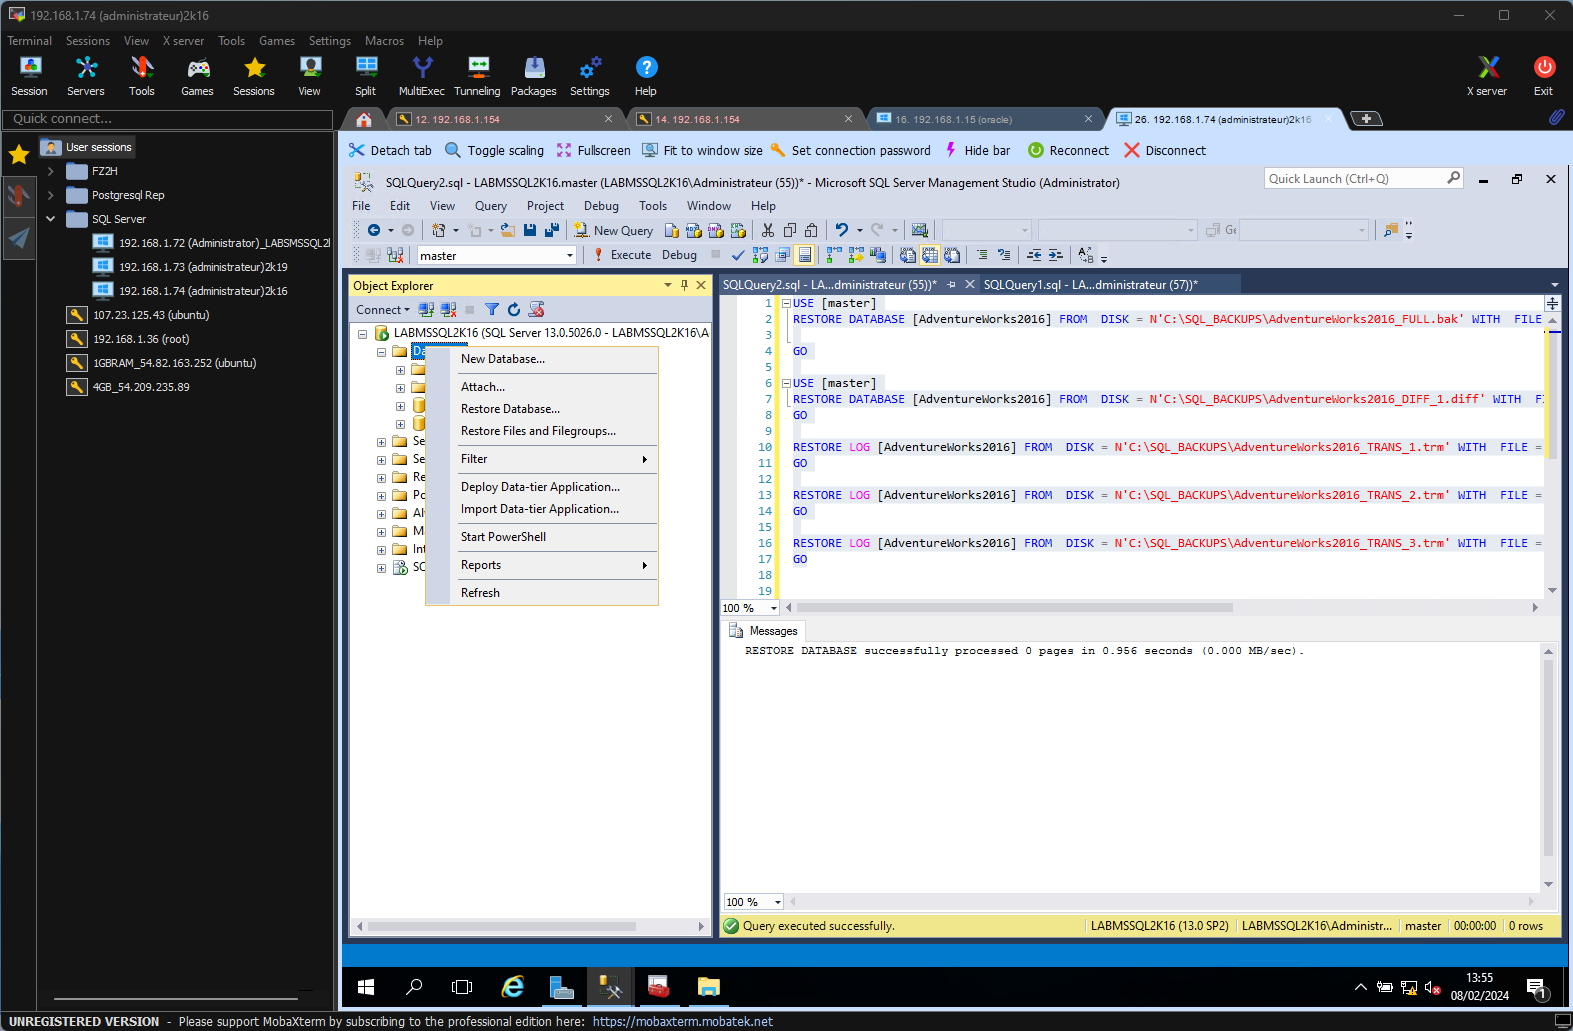 192.168.1.74 (administrateur)2k16
Terminal Sessions View X server Tools Games Settings Macros Help
Session Servers Tools Games Sessions View Split MultiExec Tunneling Packages Settings Help X server Exit
Quick connect...
12. 192.168.1.154
14. 192.168.1.154
16. 192.168.1.15 (oracle)
26. 192.168.1.74 (administrateur)2k16
User sessions
FZ2H
Postgresql Rep
SQL Server
192.168.1.72 (Administrator)_LABSMSSQL2
192.168.1.73 (administrateur)2k19
192.168.1.74 (administrateur)2k16
107.23.125.43 (ubuntu)
192.168.1.36 (root)
1GBRAM_54.82.163.252 (ubuntu)
4GB_54.209.235.89
Detach tab Toggle scaling Fullscreen Fit to window size Set connection password Hide bar Reconnect Disconnect
SQLQuery2.sql - LABMSSQL2K16.master (LABMSSQL2K16\Administrateur (55))* - Microsoft SQL Server Management Studio (Administrator)
Quick Launch (Ctrl+Q)
File Edit View Query Project Debug Tools Window Help
New Query
master
Execute Debug
Object Explorer
Connect
LABMSSQL2K16 (SQL Server 13.0.5026.0 - LABMSSQL2K16\A
Da
Se
Se
Re
Po
Al
M
Int
SC
New Database...
Attach...
Restore Database...
Restore Files and Filegroups...
Filter
Deploy Data-tier Application...
Import Data-tier Application...
Start PowerShell
Reports
Refresh
SQLQuery2.sql - LA...dministrateur (55))*
SQLQuery1.sql - LA...dministrateur (57))*
1 USE [master]
2 RESTORE DATABASE [AdventureWorks2016] FROM DISK = N'C:\SQL_BACKUPS\AdventureWorks2016_FULL.bak' WITH FILE
3
4 GO
5
6 USE [master]
7 RESTORE DATABASE [AdventureWorks2016] FROM DISK = N'C:\SQL_BACKUPS\AdventureWorks2016_DIFF_1.diff' WITH FI
8 GO
9
10 RESTORE LOG [AdventureWorks2016] FROM DISK = N'C:\SQL_BACKUPS\AdventureWorks2016_TRANS_1.trm' WITH FILE =
11 GO
12
13 RESTORE LOG [AdventureWorks2016] FROM DISK = N'C:\SQL_BACKUPS\AdventureWorks2016_TRANS_2.trm' WITH FILE =
14 GO
15
16 RESTORE LOG [AdventureWorks2016] FROM DISK = N'C:\SQL_BACKUPS\AdventureWorks2016_TRANS_3.trm' WITH FILE =
17 GO
18
19
100 %
Messages
RESTORE DATABASE successfully processed 0 pages in 0.956 seconds (0.000 MB/sec).
100 %
Query executed successfully.
LABMSSQL2K16 (13.0 SP2) LABMSSQL2K16\Administr... master 00:00:00 0 rows
13:55
08/02/2024
1
UNREGISTERED VERSION - Please support MobaXterm by subscribing to the professional edition here: https://mobaxterm.mobatek.net